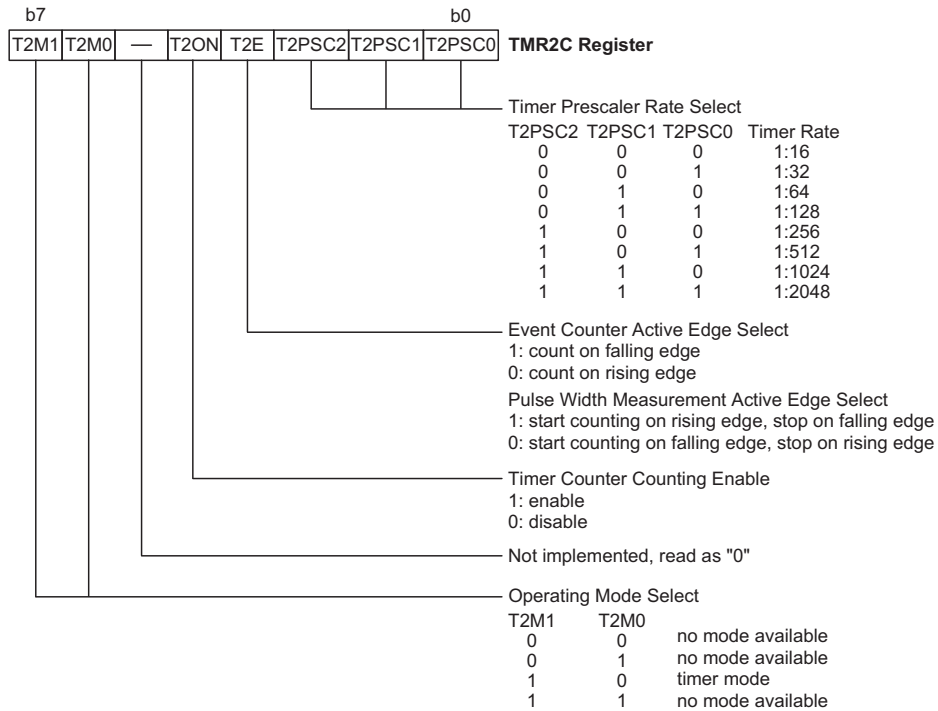 b7 b0
T2M1 T2M0 — T2ON T2E T2PSC2 T2PSC1 T2PSC0 TMR2C Register
Timer Prescaler Rate Select
T2PSC2 T2PSC1 T2PSC0 Timer Rate
0 0 0 1:16
0 0 1 1:32
0 1 0 1:64
0 1 1 1:128
1 0 0 1:256
1 0 1 1:512
1 1 0 1:1024
1 1 1 1:2048
Event Counter Active Edge Select
1: count on falling edge
0: count on rising edge
Pulse Width Measurement Active Edge Select
1: start counting on rising edge, stop on falling edge
0: start counting on falling edge, stop on rising edge
Timer Counter Counting Enable
1: enable
0: disable
Not implemented, read as "0"
Operating Mode Select
T2M1 T2M0
0 0 no mode available
0 1 no mode available
1 0 timer mode
1 1 no mode available